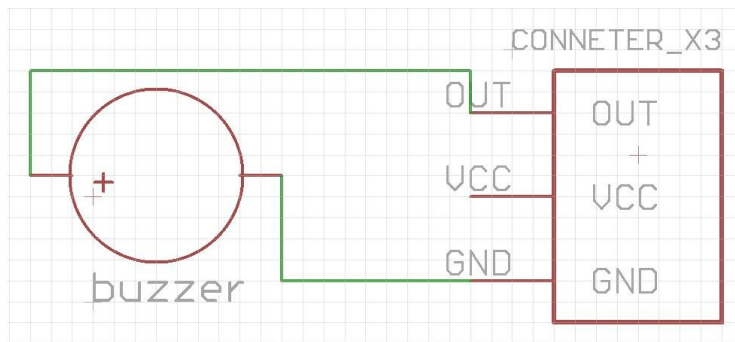 CONNETER_X3
OUT
OUT
VCC
VCC
GND
GND
+
buzzer